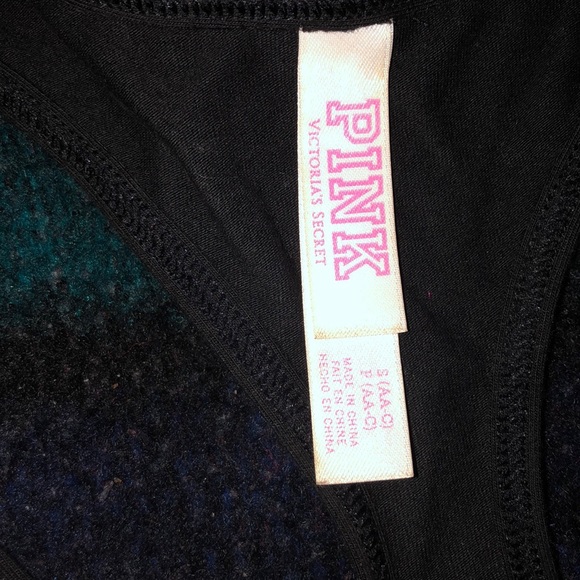 PINK
VICTORIA'S SECRET
S (AA-C)
P (AA-C)
MADE IN CHINA
FAIT EN CHINE
HECHO EN CHINA